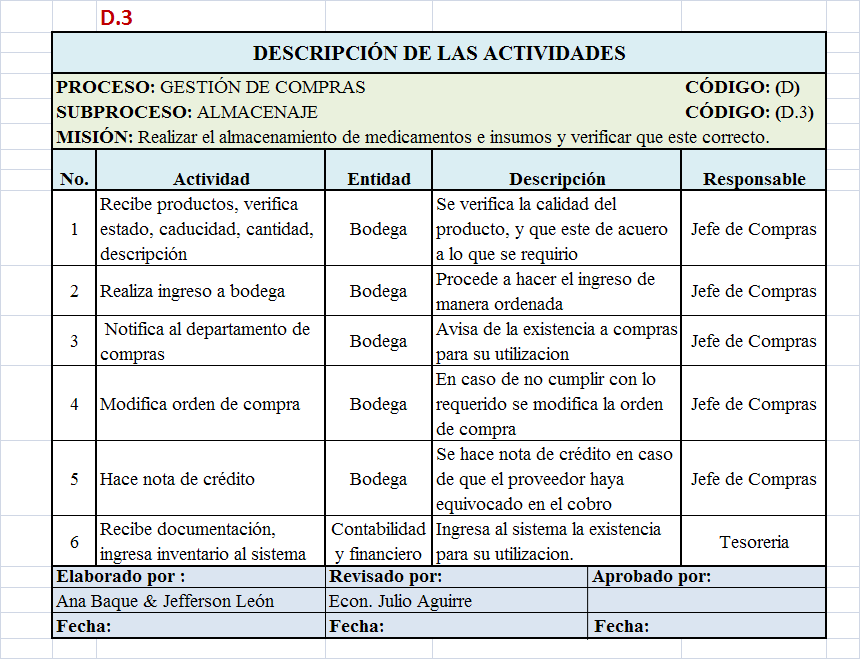 D.3
DESCRIPCIÓN DE LAS ACTIVIDADES
PROCESO: GESTIÓN DE COMPRAS CÓDIGO: (D)
SUBPROCESO: ALMACENAJE CÓDIGO: (D.3)
MISIÓN: Realizar el almacenamiento de medicamentos e insumos y verificar que este correcto.
No. Actividad Entidad Descripción Responsable
1
Recibe productos, verifica
estado, caducidad, cantidad,
descripción
Bodega
Se verifica la calidad del
producto, y que este de acuero
a lo que se requirio
Jefe de Compras
2
Realiza ingreso a bodega
Bodega
Procede a hacer el ingreso de
manera ordenada
Jefe de Compras
3
Notifica al departamento de
compras
Bodega
Avisa de la existencia a compras
para su utilizacion
Jefe de Compras
4
Modifica orden de compra
Bodega
En caso de no cumplir con lo
requerido se modifica la orden
de compra
Jefe de Compras
5
Hace nota de crédito
Bodega
Se hace nota de crédito en caso
de que el proveedor haya
equivocado en el cobro
Jefe de Compras
6
Recibe documentación,
ingresa inventario al sistema
Contabilidad
y financiero
Ingresa al sistema la existencia
para su utilizacion.
Tesoreria
Elaborado por : Revisado por: Aprobado por:
Ana Baque & Jefferson León Econ. Julio Aguirre
Fecha: Fecha: Fecha: